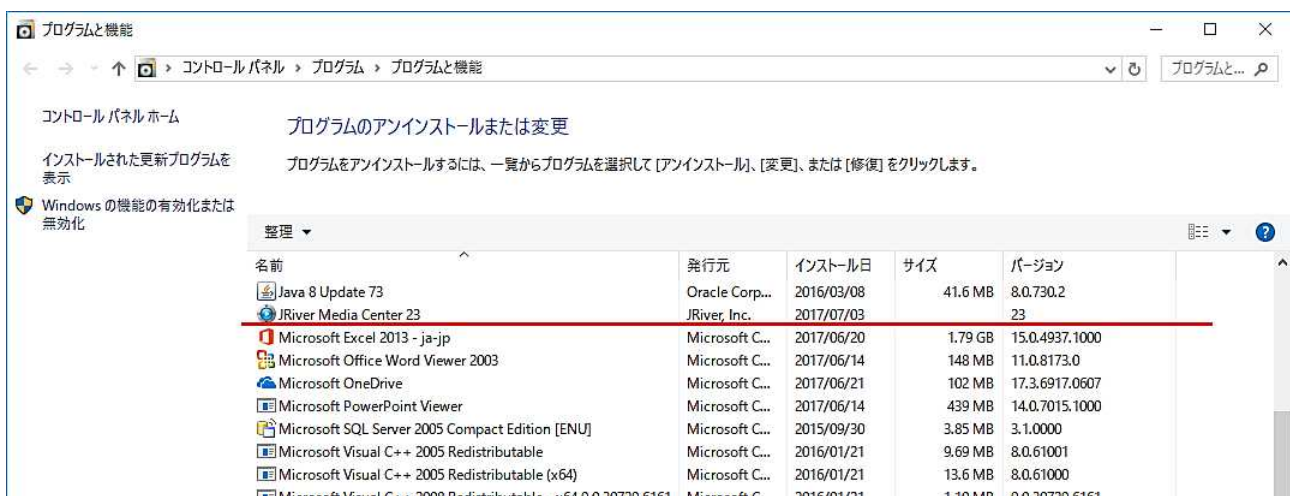 プログラムと機能
コントロール パネル › プログラム › プログラムと機能
プログラムと...
コントロール パネル ホーム
インストールされた更新プログラムを
表示
Windows の機能の有効化または
無効化
プログラムのアンインストールまたは変更
プログラムをアンインストールするには、一覧からプログラムを選択して [アンインストール]、[変更]、または [修復] をクリックします。
整理
名前 発行元 インストール日 サイズ バージョン
Java 8 Update 73 Oracle Corp... 2016/03/08 41.6 MB 8.0.730.2
JRiver Media Center 23 JRiver, Inc. 2017/07/03 23
Microsoft Excel 2013 - ja-jp Microsoft C... 2017/06/20 1.79 GB 15.0.4937.1000
Microsoft Office Word Viewer 2003 Microsoft C... 2017/06/14 148 MB 11.0.8173.0
Microsoft OneDrive Microsoft C... 2017/06/21 102 MB 17.3.6917.0607
Microsoft PowerPoint Viewer Microsoft C... 2017/06/14 439 MB 14.0.7015.1000
Microsoft SQL Server 2005 Compact Edition [ENU] Microsoft C... 2015/09/30 3.85 MB 3.1.0000
Microsoft Visual C++ 2005 Redistributable Microsoft C... 2016/01/21 9.69 MB 8.0.61001
Microsoft Visual C++ 2005 Redistributable (x64) Microsoft C... 2016/01/21 13.6 MB 8.0.61000